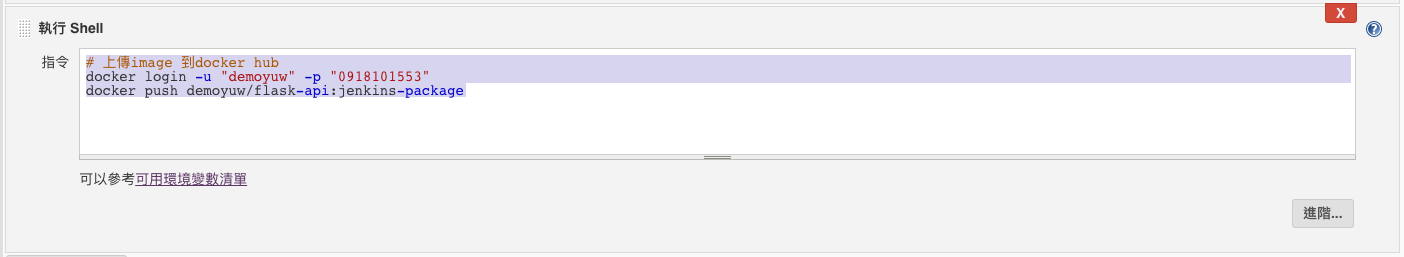 X
執行 Shell
指令
# 上傳image 到docker hub
docker login -u "demoyuw" -p "0918101553"
docker push demoyuw/flask-api:jenkins-package
可以參考可用環境變數清單
進階...